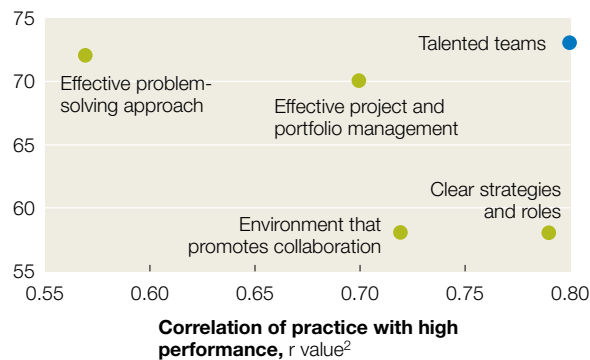 75
Talented teams
70
Effective problem-
solving approach
Effective project and
portfolio management
65
Clear strategies
and roles
60
Environment that
promotes collaboration
55
0.55 0.60 0.65 0.70 0.75 0.80
Correlation of practice with high
performance, r value²